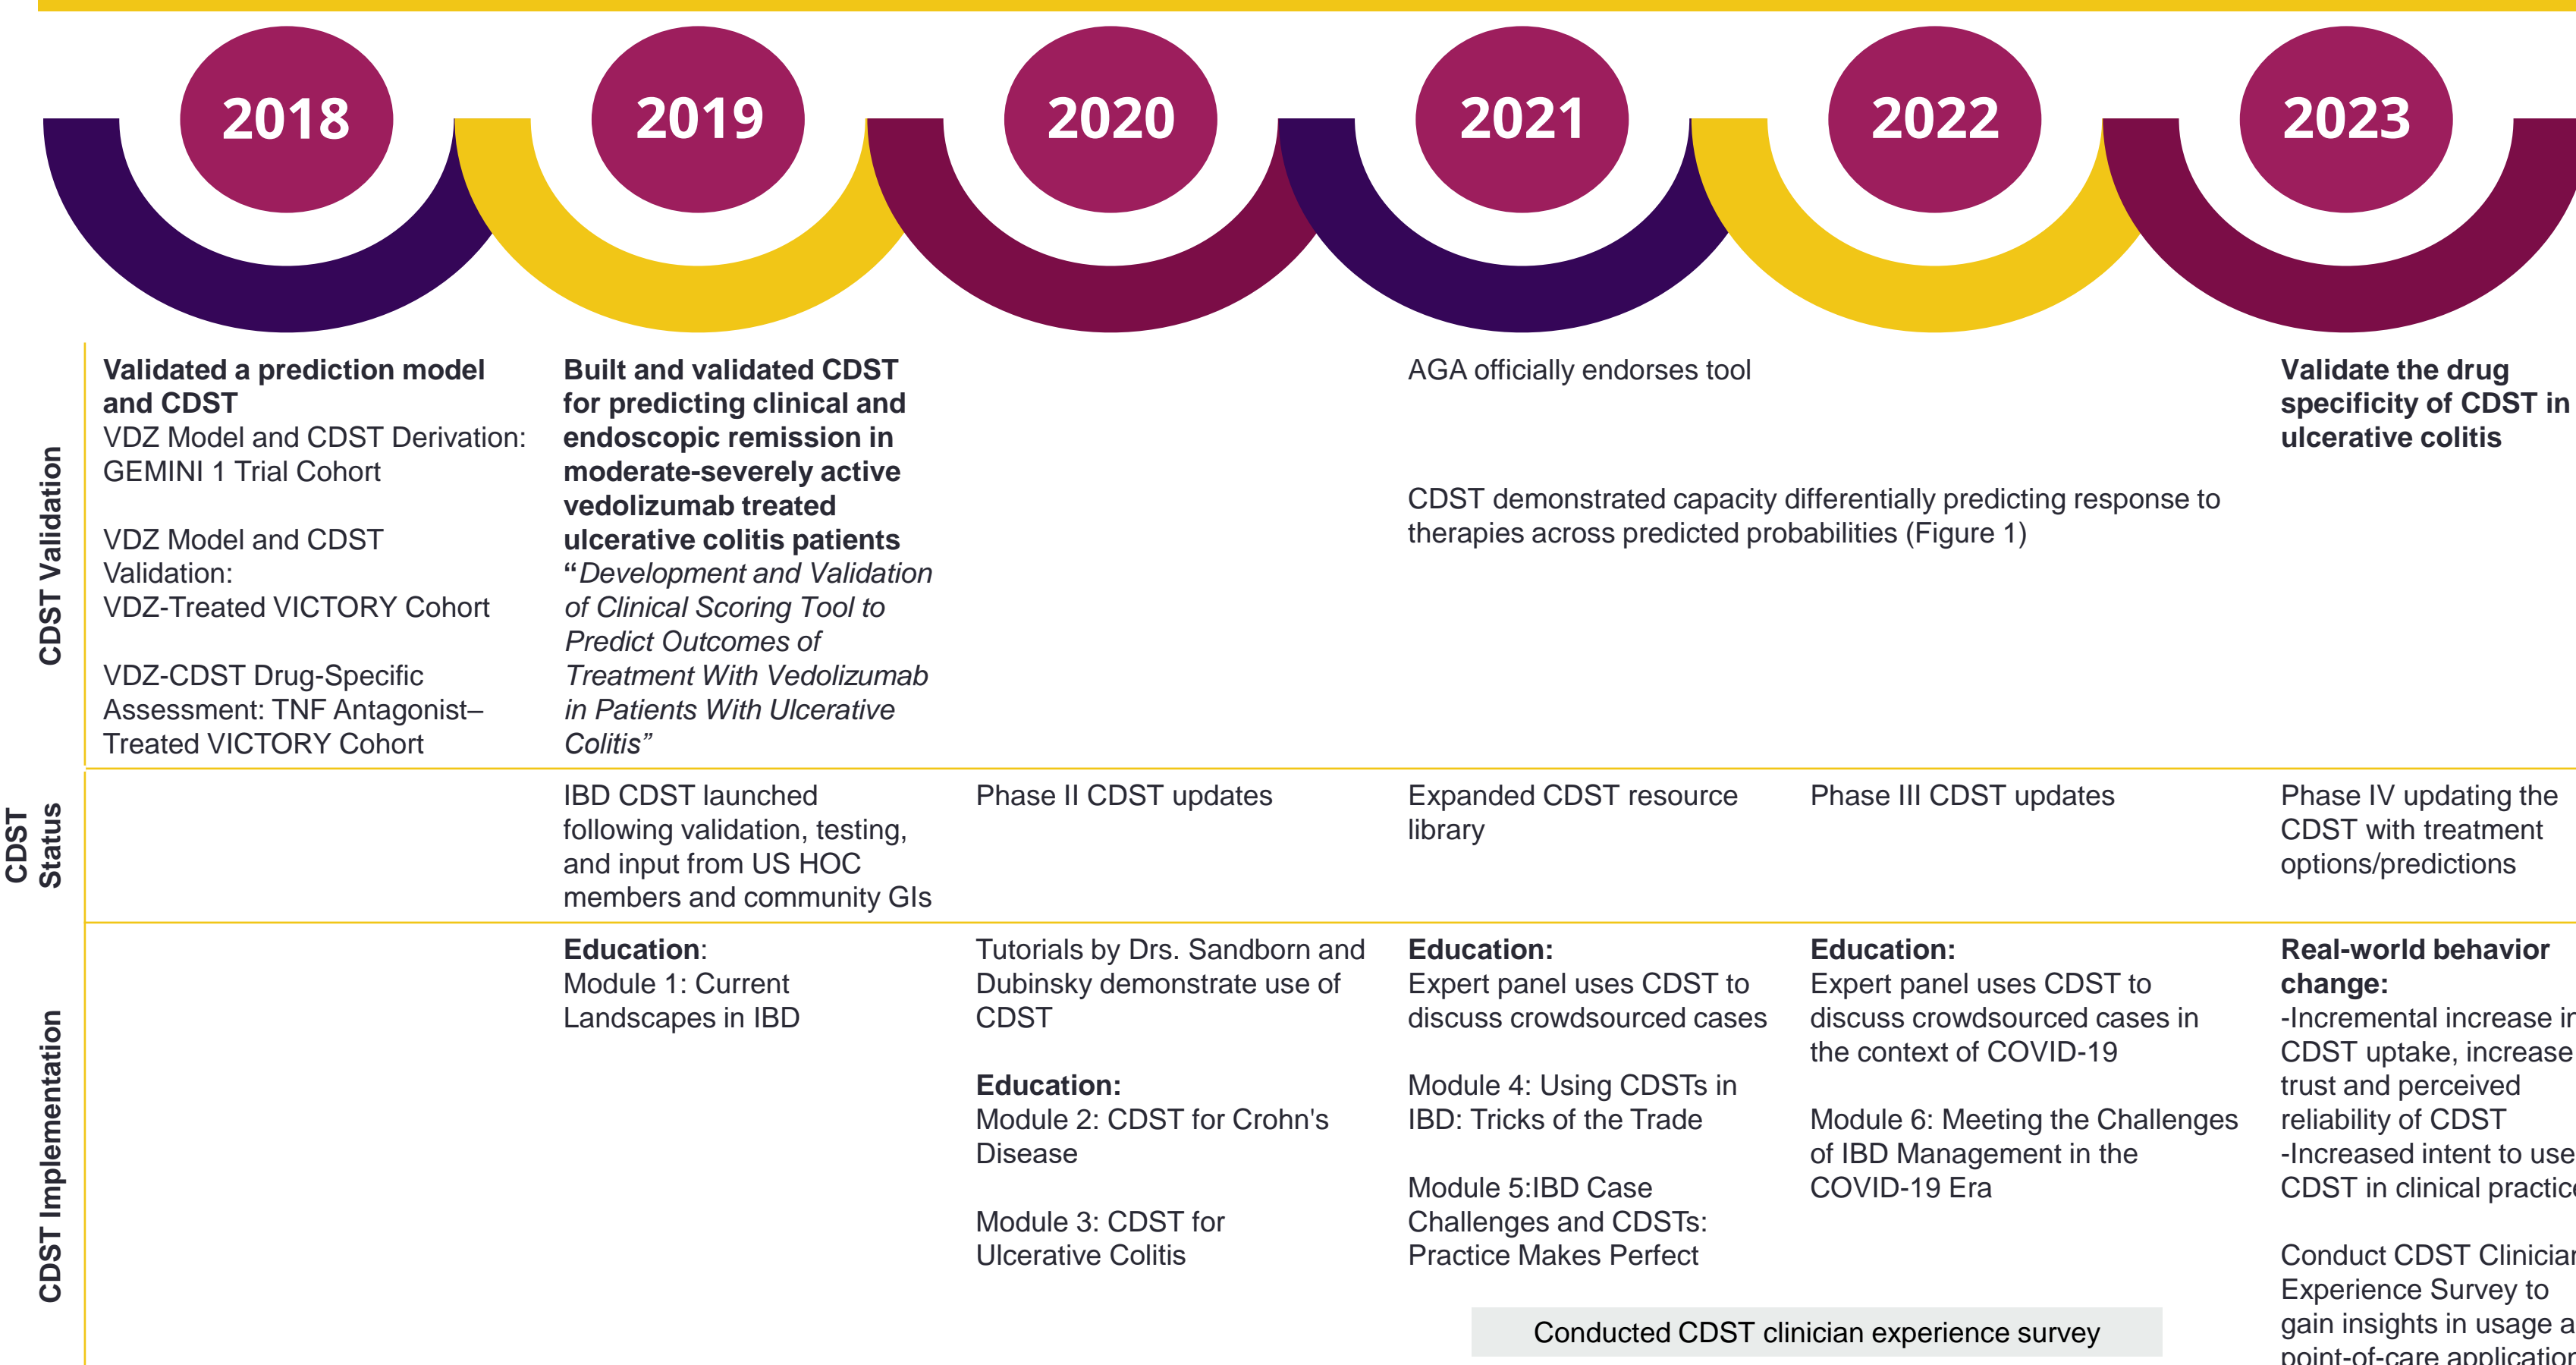 2018
2019
2020
2021
2022
2023
CDST Validation
Validated a prediction model
and CDST
VDZ Model and CDST Derivation:
GEMINI 1 Trial Cohort
VDZ Model and CDST
Validation:
VDZ-Treated VICTORY Cohort
VDZ-CDST Drug-Specific
Assessment: TNF Antagonist–
Treated VICTORY Cohort
Built and validated CDST
for predicting clinical and
endoscopic remission in
moderate-severely active
vedolizumab treated
ulcerative colitis patients
“Development and Validation
of Clinical Scoring Tool to
Predict Outcomes of
Treatment With Vedolizumab
in Patients With Ulcerative
Colitis”
AGA officially endorses tool
CDST demonstrated capacity differentially predicting response to
therapies across predicted probabilities (Figure 1)
Validate the drug
specificity of CDST in
ulcerative colitis
CDST
Status
IBD CDST launched
following validation, testing,
and input from US HOC
members and community GIs
Phase II CDST updates
Expanded CDST resource
library
Phase III CDST updates
Phase IV updating the
CDST with treatment
options/predictions
CDST Implementation
Education:
Module 1: Current
Landscapes in IBD
Tutorials by Drs. Sandborn and
Dubinsky demonstrate use of
CDST
Education:
Module 2: CDST for Crohn's
Disease
Module 3: CDST for
Ulcerative Colitis
Education:
Expert panel uses CDST to
discuss crowdsourced cases
Module 4: Using CDSTs in
IBD: Tricks of the Trade
Module 5:IBD Case
Challenges and CDSTs:
Practice Makes Perfect
Education:
Expert panel uses CDST to
discuss crowdsourced cases in
the context of COVID-19
Module 6: Meeting the Challenges
of IBD Management in the
COVID-19 Era
Conducted CDST clinician experience survey
Real-world behavior
change:
-Incremental increase in
CDST uptake, increase
trust and perceived
reliability of CDST
-Increased intent to use
CDST in clinical practice
Conduct CDST Clinician
Experience Survey to
gain insights in usage
point-of-care application